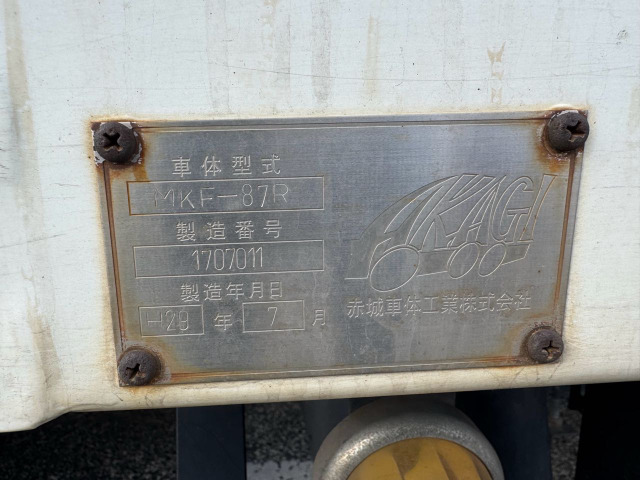 車体型式
MKF-87R
製造番号
1707011
製造年月日
H29 年 7 月
AKAGI
赤城車体工業株式会社